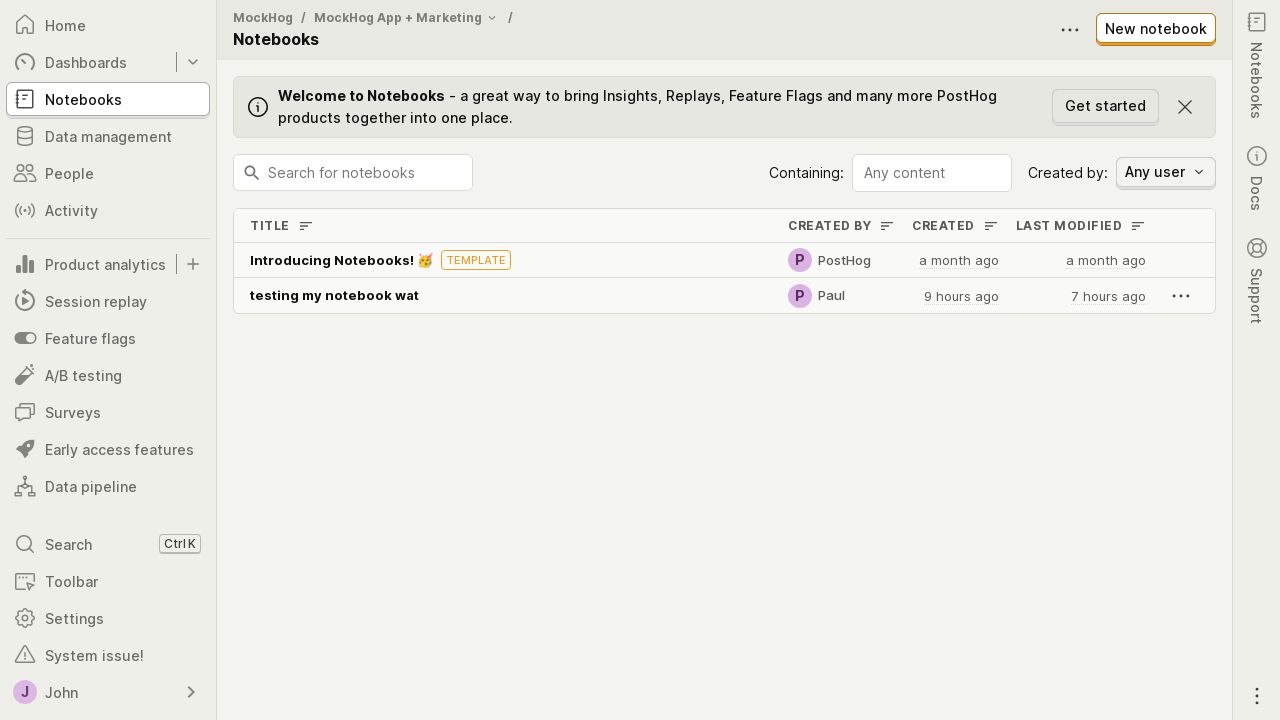 Home
Dashboards
Notebooks
Data management
People
Activity
Product analytics
Session replay
Feature flags
A/B testing
Surveys
Early access features
Data pipeline
Search Ctrl K
Toolbar
Settings
System issue!
J John
MockHog / MockHog App + Marketing /
Notebooks
New notebook
Welcome to Notebooks - a great way to bring Insights, Replays, Feature Flags and many more PostHog
products together into one place.
Get started
Search for notebooks
Containing: Any content
Created by: Any user
TITLE CREATED BY CREATED LAST MODIFIED
Introducing Notebooks! 🥳 TEMPLATE P PostHog a month ago a month ago
testing my notebook wat P Paul 9 hours ago 7 hours ago
Notebooks
Docs
Support